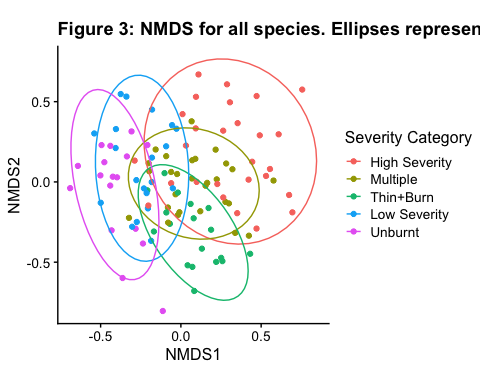 Figure 3: NMDS for all species. Ellipses represen
NMDS2
0.5
0.0
-0.5
-0.5 0.0 0.5
NMDS1
Severity Category
High Severity
Multiple
Thin+Burn
Low Severity
Unburnt